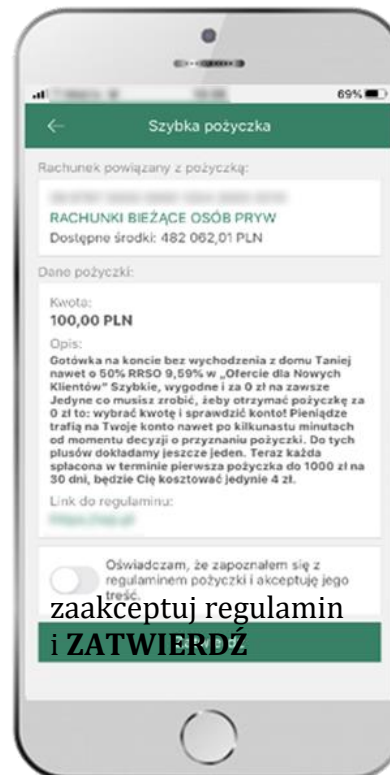 69%
Szybka pożyczka
Rachunek powiązany z pożyczką:
RACHUNKI BIEŻĄCE OSÓB PRYW
Dostępne środki: 482 062,01 PLN
Dane pożyczki:
Kwota:
100,00 PLN
Opis:
Gotówka na koncie bez wychodzenia z domu Taniej
nawet o 50% RRSO 9,59% w „Ofercie dla Nowych
Klientów" Szybkie, wygodne i za 0 zł na zawsze
Jedyne co musisz zrobić, żeby otrzymać pożyczkę za
0 zł to: wybrać kwotę i sprawdzić konto! Pieniądze
trafią na Twoje konto nawet po kilkunastu minutach
od momentu decyzji o przyznaniu pożyczki. Do tych
plusów dokładamy jeszcze jeden. Teraz każda
spłacona w terminie pierwsza pożyczka do 1000 zł na
30 dni, będzie Cię kosztować jedynie 4 zł.
Link do regulaminu:
Oświadczam, że zapoznałem się z
regulaminem pożyczki i akceptuję jego
treść.
zaakceptuj regulamin
i ZATWIERDŹ